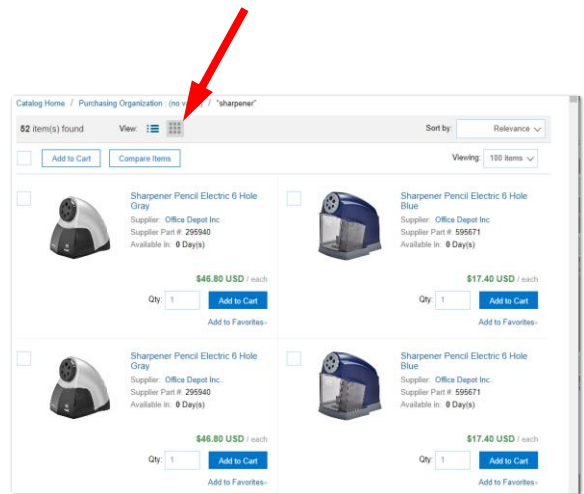 Catalog Home / Purchasing Organization : (no / "sharpener"
52 item(s) found View: Sort by: Relevance
Add to Cart Compare Items Viewing: 100 items
Sharpener Pencil Electric 6 Hole
Gray
Supplier: Office Depot Inc
Supplier Part #: 295940
Available in: 0 Day(s)
$46.80 USD / each
Qty: 1 Add to Cart
Add to Favorites
Sharpener Pencil Electric 6 Hole
Blue
Supplier: Office Depot Inc
Supplier Part #: 595671
Available in: 0 Day(s)
$17.40 USD / each
Qty: 1 Add to Cart
Add to Favorites
Sharpener Pencil Electric 6 Hole
Gray
Supplier: Office Depot Inc.
Supplier Part #: 295940
Available in: 0 Day(s)
$46.80 USD / each
Qty: 1 Add to Cart
Add to Favorites
Sharpener Pencil Electric 6 Hole
Blue
Supplier: Office Depot Inc.
Supplier Part #: 595671
Available in: 0 Day(s)
$17.40 USD / each
Qty: 1 Add to Cart
Add to Favorites